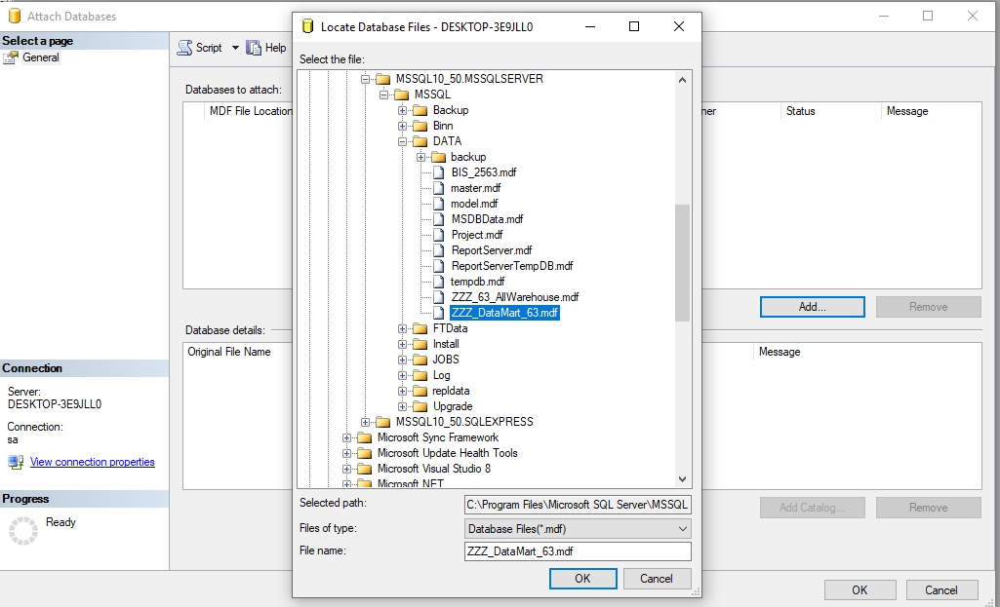 Attach Databases
Select a page
General
Script
Help
Databases to attach:
MDF File Location
ner
Status
Message
Add...
Remove
Database details:
Original File Name
Message
Add Catalog...
Remove
Connection
Server:
DESKTOP-3E9JLL0
Connection:
sa
View connection properties
Progress
Ready
OK
Cancel
Locate Database Files - DESKTOP-3E9JLL0
Select the file:
MSSQL10_50.MSSQLSERVER
MSSQL
Backup
Binn
DATA
backup
BIS_2563.mdf
master.mdf
model.mdf
MSDBData.mdf
Project.mdf
ReportServer.mdf
ReportServerTempDB.mdf
tempdb.mdf
ZZZ_63_AllWarehouse.mdf
ZZZ_DataMart_63.mdf
FTData
Install
JOBS
Log
repldata
Upgrade
MSSQL10_50.SQLEXPRESS
Microsoft Sync Framework
Microsoft Update Health Tools
Microsoft Visual Studio 8
Microsoft.NET
Selected path:
C:\Program Files\Microsoft SQL Server\MSSQL
Files of type:
Database Files(*.mdf)
File name:
ZZZ_DataMart_63.mdf
OK
Cancel